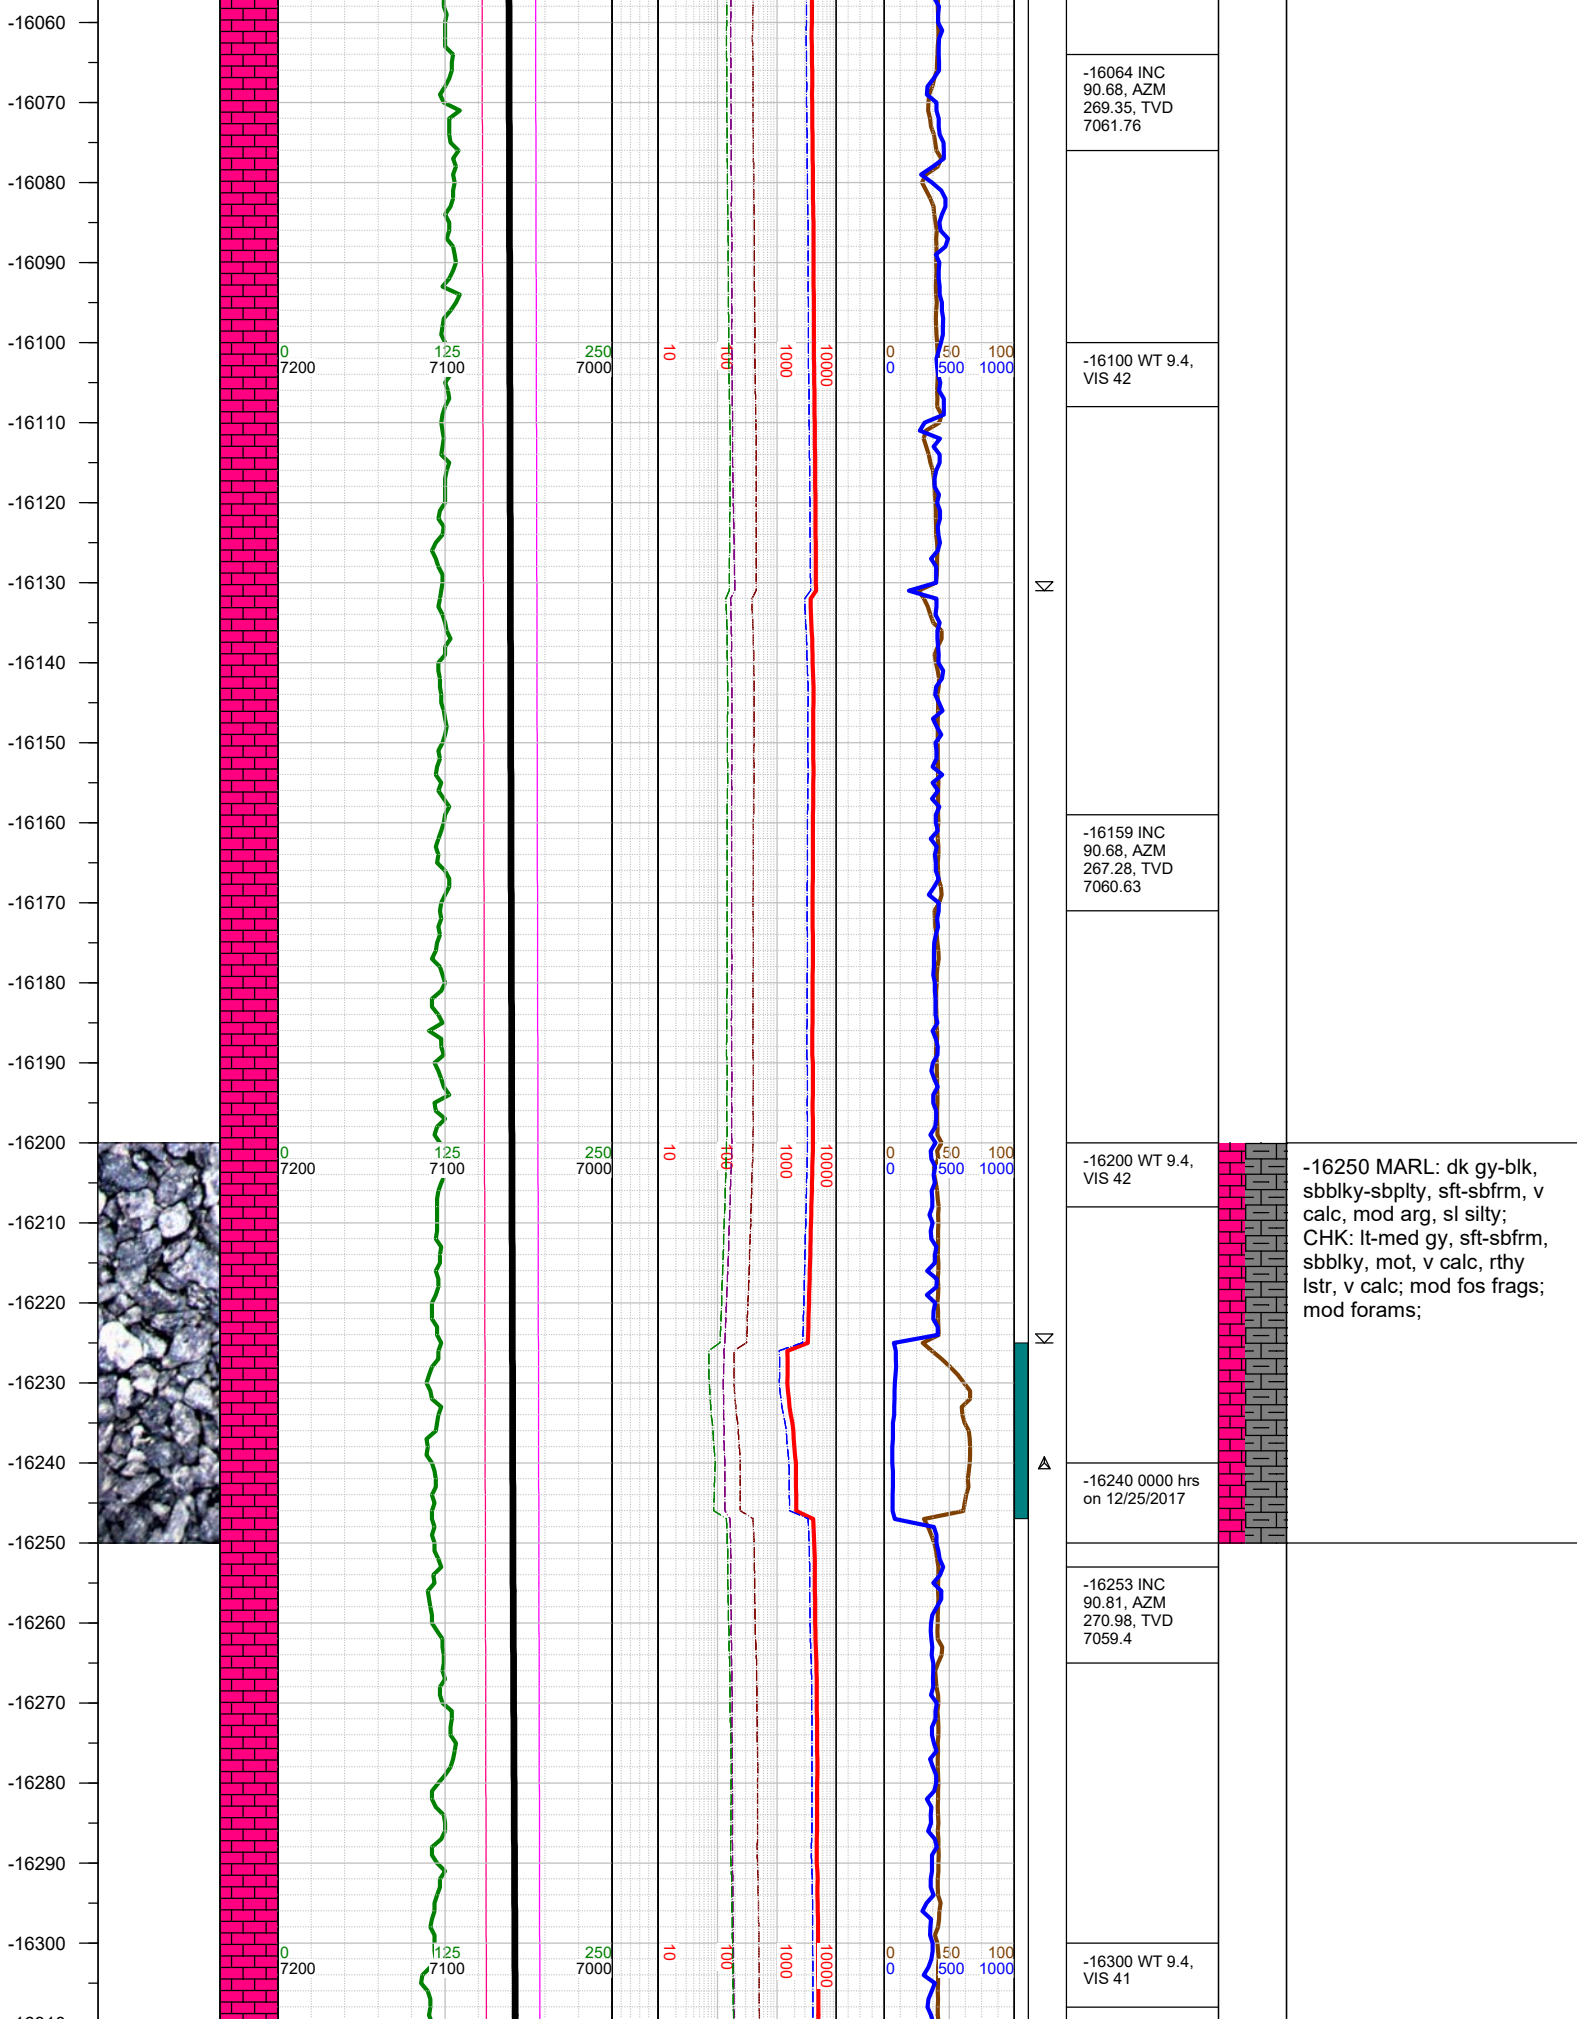 -16060
-16064 INC
90.68, AZM
269.35, TVD
7061.76
-16070
-16080
-16090
-16100
0 125 250 10 100 1000 10000 0 50 100
7200 7100 7000 0 500 1000
-16100 WT 9.4,
VIS 42
-16110
-16120
-16130
-16140
-16150
-16160
-16159 INC
90.68, AZM
267.28, TVD
7060.63
-16170
-16180
-16190
-16200
0 125 250 10 100 1000 10000 0 50 100
7200 7100 7000 0 500 1000
-16200 WT 9.4,
VIS 42
-16250 MARL: dk gy-blk,
sbblky-sbplty, sft-sbfrm, v
calc, mod arg, sl silty;
CHK: lt-med gy, sft-sbfrm,
sbblky, mot, v calc, rthy
lstr, v calc; mod fos frags;
mod forams;
-16210
-16220
-16230
-16240
-16240 0000 hrs
on 12/25/2017
-16250
-16253 INC
90.81, AZM
270.98, TVD
7059.4
-16260
-16270
-16280
-16290
-16300
0 125 250 10 100 1000 10000 0 50 100
7200 7100 7000 0 500 1000
-16300 WT 9.4,
VIS 41